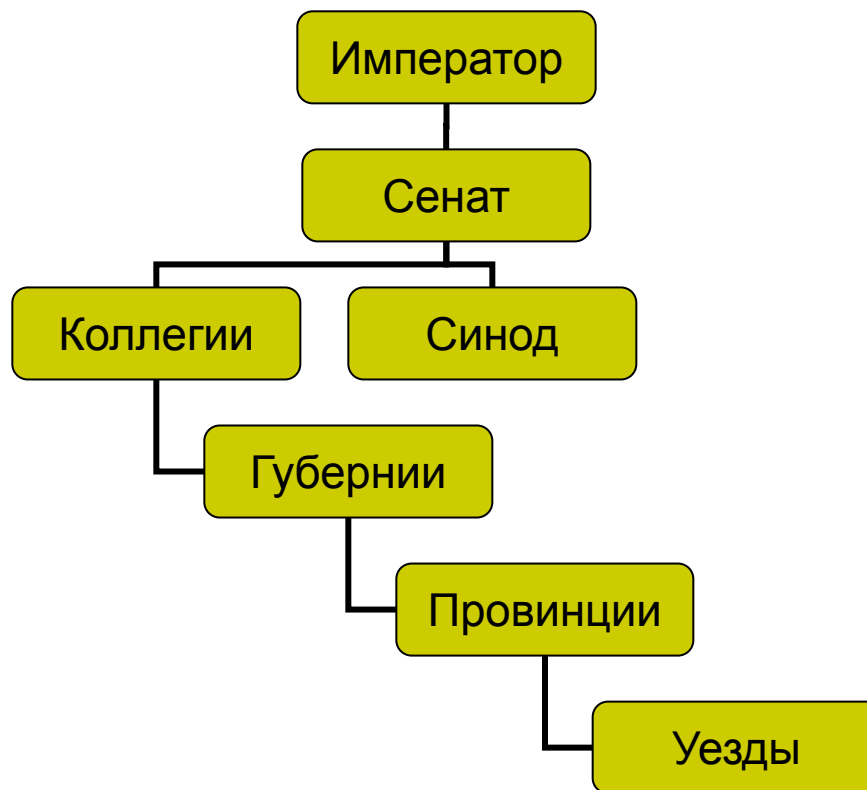 Император
Сенат
Коллегии
Синод
Губернии
Провинции
Уезды